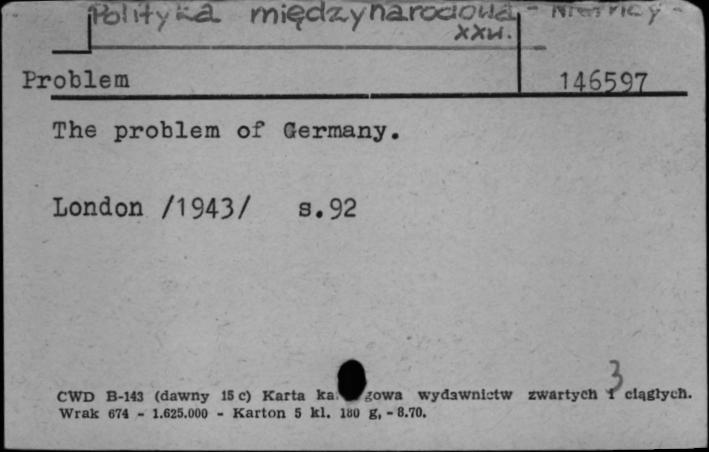 Polityka międzynarodowa - Niemcy -
XXw.
Problem 146597
The problem of Germany.
London /1943/ s.92
3
CWD B-143 (dawny 15 c) Karta gowa wydawnictw zwartych i ciągłych.
Wrak 674 - 1.625.000 - Karton 5 kl. 180 g, - 8.70.